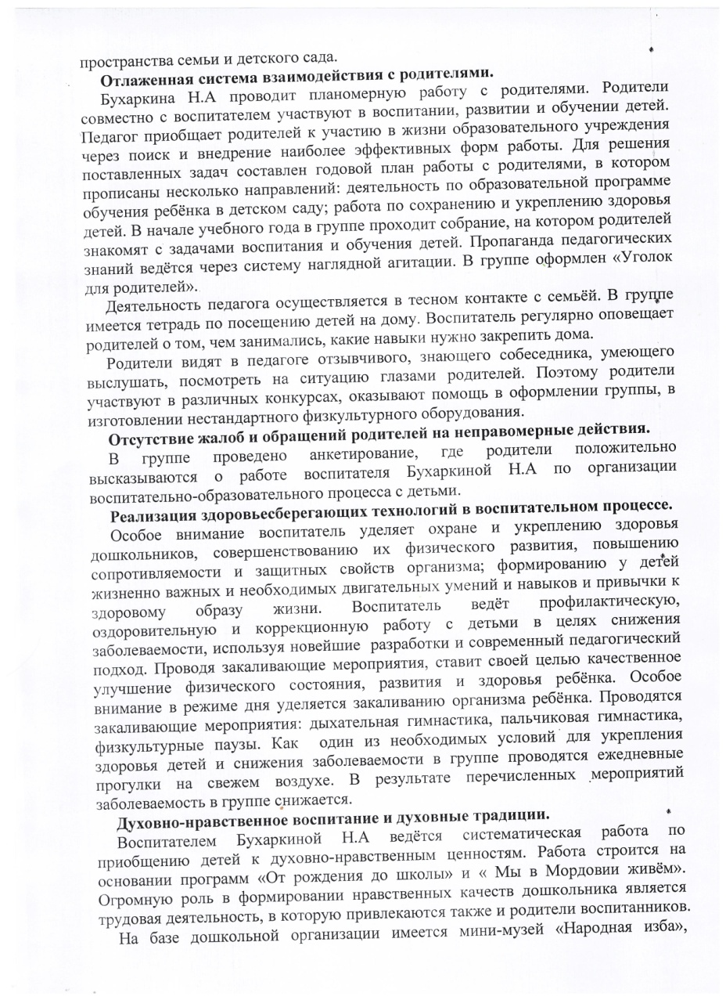 пространства семьи и детского сада.
Отлаженная система взаимодействия с родителями.
Бухаркина Н.А проводит планомерную работу с родителями. Родители
совместно с воспитателем участвуют в воспитании, развитии и обучении детей.
Педагог приобщает родителей к участию в жизни образовательного учреждения
через поиск и внедрение наиболее эффективных форм работы. Для решения
поставленных задач составлен годовой план работы с родителями, в котором
прописаны несколько направлений: деятельность по образовательной программе
обучения ребёнка в детском саду; работа по сохранению и укреплению здоровья
детей. В начале учебного года в группе проходит собрание, на котором родителей
знакомят с задачами воспитания и обучения детей. Пропаганда педагогических
знаний ведётся через систему наглядной агитации. В группе оформлен «Уголок
для родителей».
Деятельность педагога осуществляется в тесном контакте с семьёй. В группе
имеется тетрадь по посещению детей на дому. Воспитатель регулярно оповещает
родителей о том, чем занимались, какие навыки нужно закрепить дома.
Родители видят в педагоге отзывчивого, знающего собеседника, умеющего
выслушать, посмотреть на ситуацию глазами родителей. Поэтому родители
участвуют в различных конкурсах, оказывают помощь в оформлении группы, в
изготовлении нестандартного физкультурного оборудования.
Отсутствие жалоб и обращений родителей на неправомерные действия.
В группе проведено анкетирование, где родители положительно
высказываются о работе воспитателя Бухаркиной Н.А по организации
воспитательно-образовательного процесса с детьми.
Реализация здоровьесберегающих технологий в воспитательном процессе.
Особое внимание воспитатель уделяет охране и укреплению здоровья
дошкольников, совершенствованию их физического развития, повышению
сопротивляемости и защитных свойств организма; формированию у детей
жизненно важных и необходимых двигательных умений и навыков и привычки к
здоровому образу жизни. Воспитатель ведёт профилактическую,
оздоровительную и коррекционную работу с детьми в целях снижения
заболеваемости, используя новейшие разработки и современный педагогический
подход. Проводя закаливающие мероприятия, ставит своей целью качественное
улучшение физического состояния, развития и здоровья ребёнка. Особое
внимание в режиме дня уделяется закаливанию организма ребёнка. Проводятся
закаливающие мероприятия: дыхательная гимнастика, пальчиковая гимнастика,
физкультурные паузы. Как один из необходимых условий для укрепления
здоровья детей и снижения заболеваемости в группе проводятся ежедневные
прогулки на свежем воздухе. В результате перечисленных мероприятий
заболеваемость в группе снижается.
Духовно-нравственное воспитание и духовные традиции.
Воспитателем Бухаркиной Н.А ведётся систематическая работа по
приобщению детей к духовно-нравственным ценностям. Работа строится на
основании программ «От рождения до школы» и « Мы в Мордовии живём».
Огромную роль в формировании нравственных качеств дошкольника является
трудовая деятельность, в которую привлекаются также и родители воспитанников.
На базе дошкольной организации имеется мини-музей «Народная изба»,